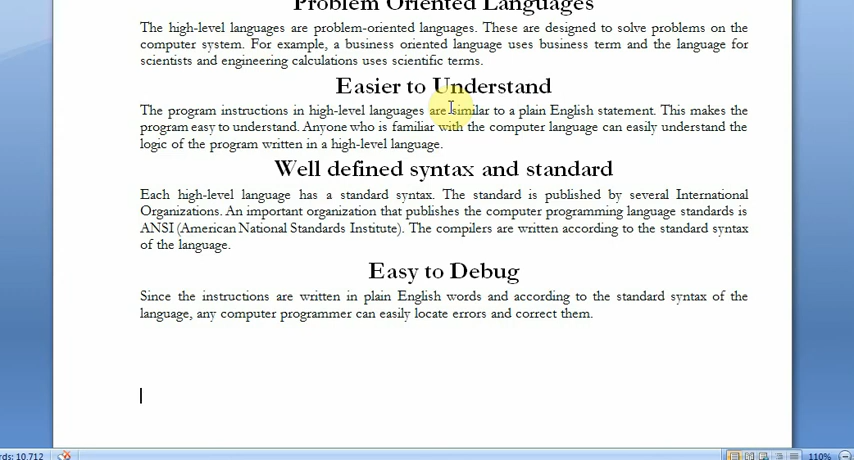 Problem Oriented Languages
The high-level languages are problem-oriented languages. These are designed to solve problems on the
computer system. For example, a business oriented language uses business term and the language for
scientists and engineering calculations uses scientific terms.
Easier to Understand
The program instructions in high-level languages are similar to a plain English statement. This makes the
program easy to understand. Anyone who is familiar with the computer language can easily understand the
logic of the program written in a high-level language.
Well defined syntax and standard
Each high-level language has a standard syntax. The standard is published by several International
Organizations. An important organization that publishes the computer programming language standards is
ANSI (American National Standards Institute). The compilers are written according to the standard syntax
of the language.
Easy to Debug
Since the instructions are written in plain English words and according to the standard syntax of the
language, any computer programmer can easily locate errors and correct them.
rds: 10,712
110%